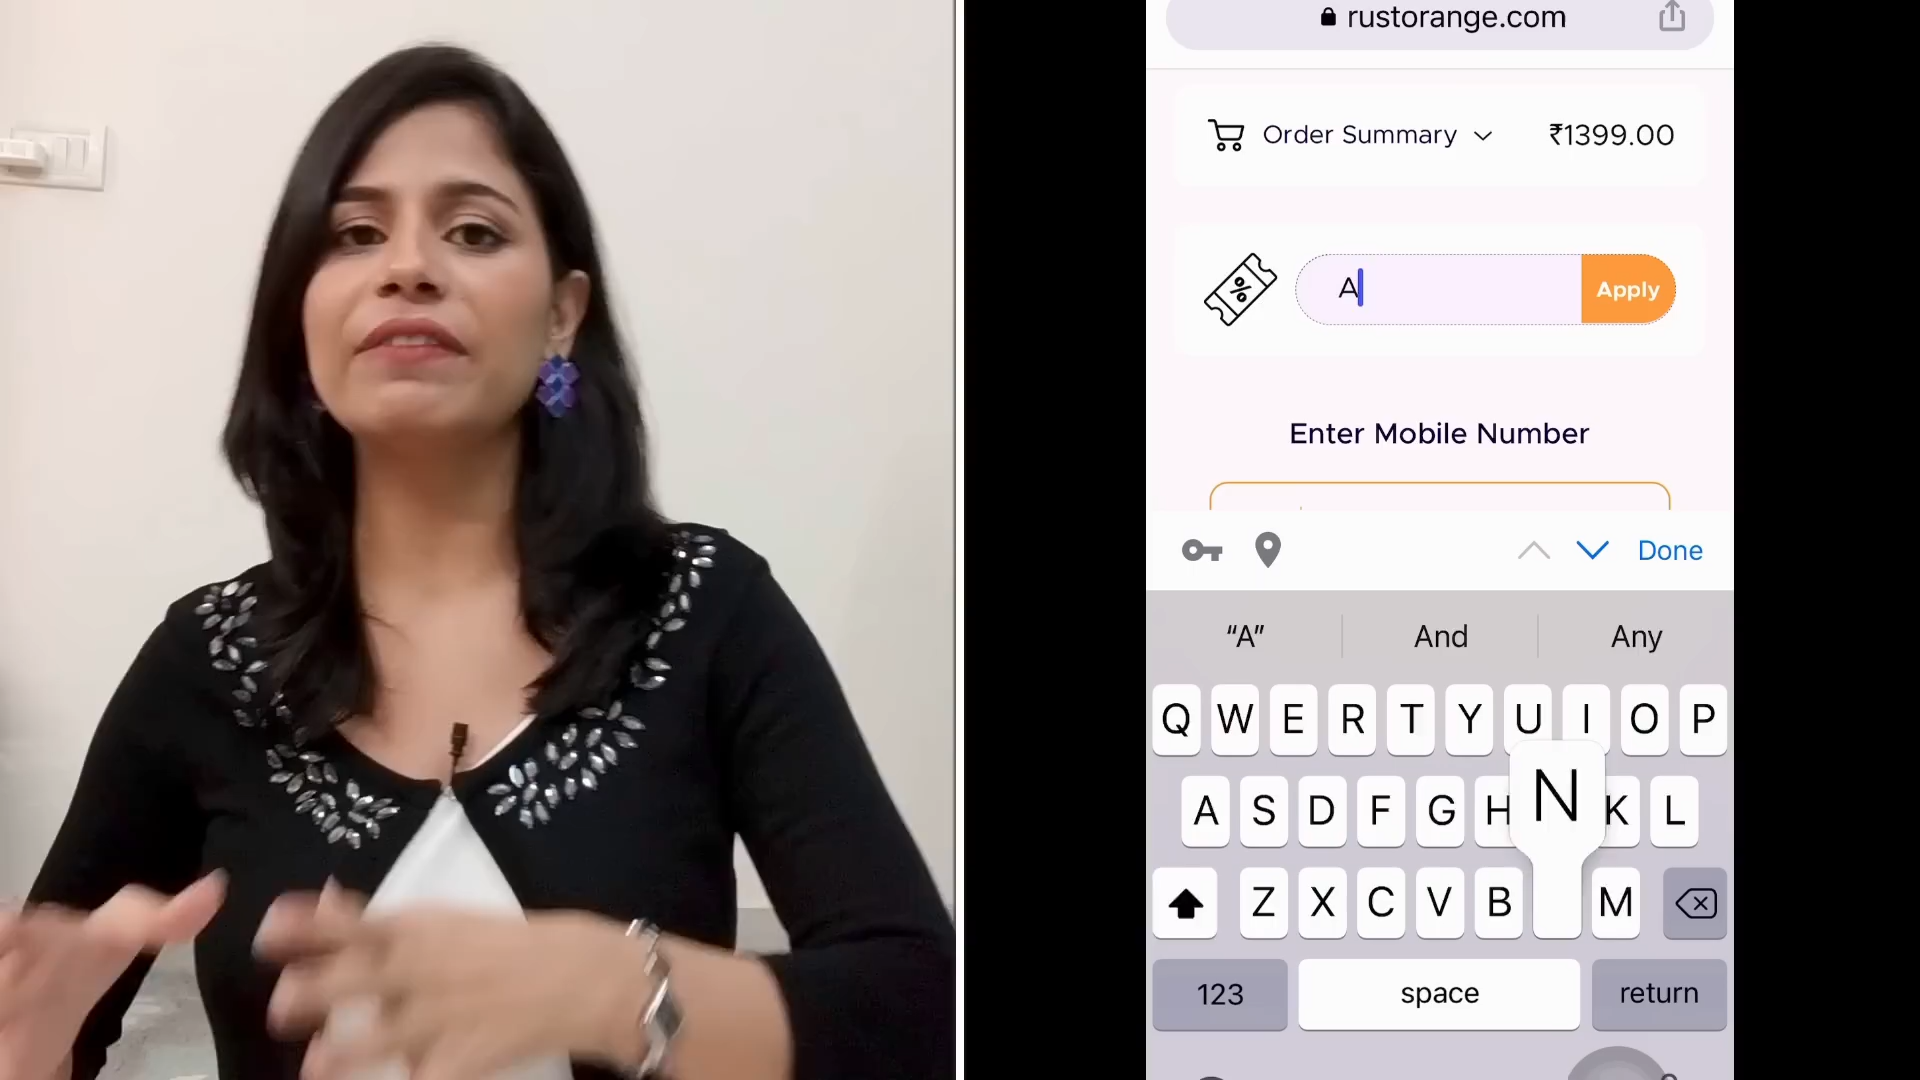 rustorange.com
Order Summary ₹1399.00
%
A Apply
Enter Mobile Number
Done
“A” And Any
Q W E R T Y U I O P
A S D F G H N K L
Z X C V B M
123 space return